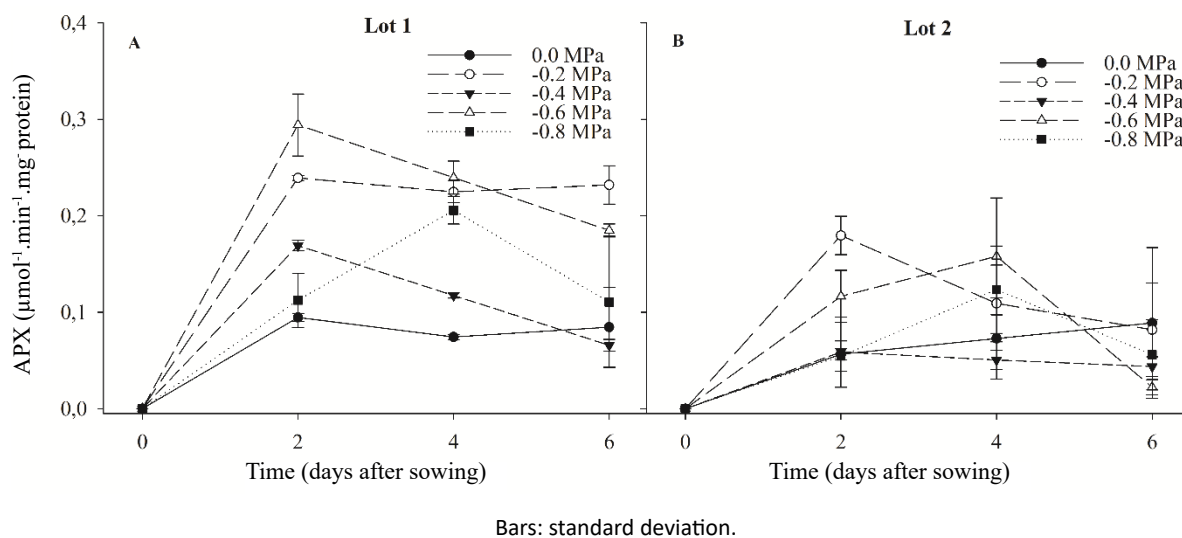 A
Lot 1
0.0 MPa
-0.2 MPa
-0.4 MPa
-0.6 MPa
-0.8 MPa
APX (µmol⁻¹.min⁻¹.mg protein)
0,4
0,3
0,2
0,1
0,0
0 2 4 6
Time (days after sowing)
B
Lot 2
0.0 MPa
-0.2 MPa
-0.4 MPa
-0.6 MPa
-0.8 MPa
0 2 4 6
Time (days after sowing)
Bars: standard deviation.